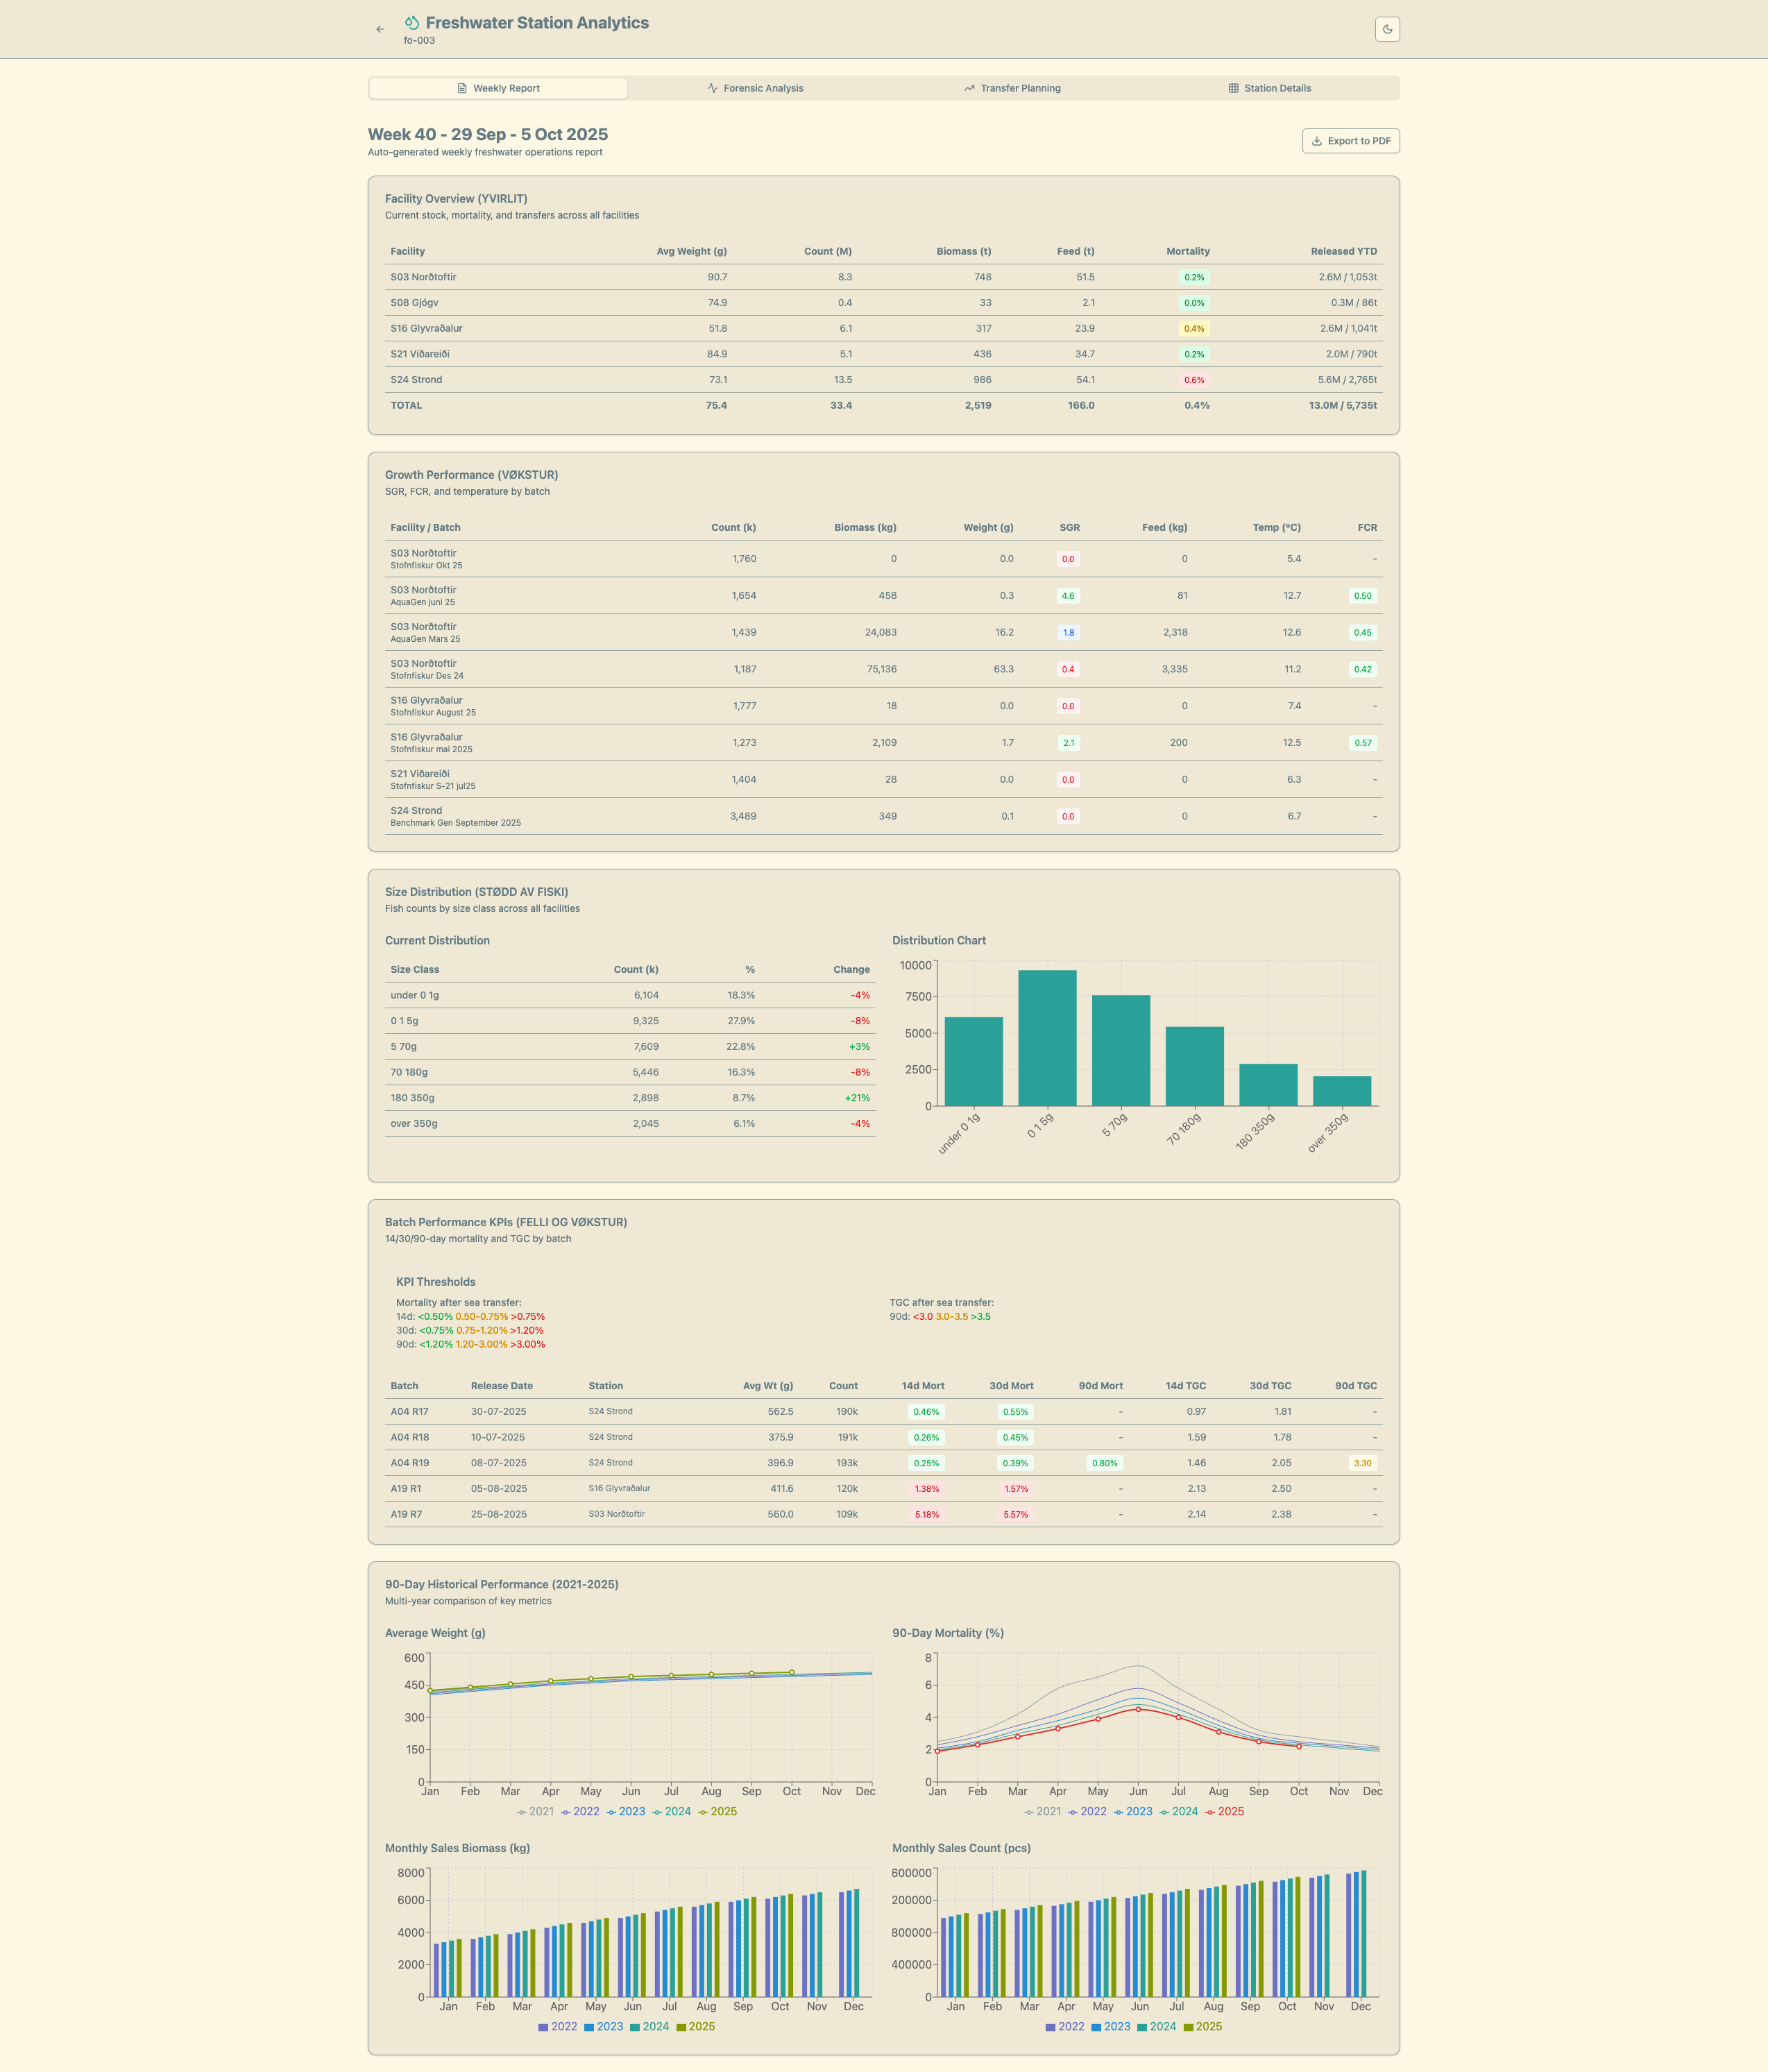 Freshwater Station Analytics
fo-003
Weekly Report Forensic Analysis Transfer Planning Station Details
Week 40 - 29 Sep - 5 Oct 2025
Auto-generated weekly freshwater operations report
Export to PDF
Facility Overview (YVIRLIT)
Current stock, mortality, and transfers across all facilities
Facility Avg Weight (g) Count (M) Biomass (t) Feed (t) Mortality Released YTD
S03 Norðtoftir 90.7 8.3 748 51.5 0.2% 2.6M / 1,053t
S08 Gjógv 74.9 0.4 33 2.1 0.0% 0.3M / 86t
S16 Glyvraðalur 51.8 6.1 317 23.9 0.4% 2.6M / 1,041t
S21 Viðareiði 84.9 5.1 436 34.7 0.2% 2.0M / 790t
S24 Strond 73.1 13.5 986 54.1 0.6% 5.6M / 2,765t
TOTAL 75.4 33.4 2,519 166.0 0.4% 13.0M / 5,735t
Growth Performance (VØKSTUR)
SGR, FCR, and temperature by batch
Facility / Batch Count (k) Biomass (kg) Weight (g) SGR Feed (kg) Temp (°C) FCR
S03 Norðtoftir
Stofnfiskur Okt 25
1,760 0 0.0 0.0 0 5.4 -
S03 Norðtoftir
AquaGen juni 25
1,654 458 0.3 4.6 81 12.7 0.50
S03 Norðtoftir
AquaGen Mars 25
1,439 24,083 16.2 1.8 2,318 12.6 0.45
S03 Norðtoftir
Stofnfiskur Des 24
1,187 75,136 63.3 0.4 3,335 11.2 0.42
S16 Glyvraðalur
Stofnfiskur August 25
1,777 18 0.0 0.0 0 7.4 -
S16 Glyvraðalur
Stofnfiskur mai 2025
1,273 2,109 1.7 2.1 200 12.5 0.57
S21 Viðareiði
Stofnfiskur S-21 jul25
1,404 28 0.0 0.0 0 6.3 -
S24 Strond
Benchmark Gen September 2025
3,489 349 0.1 0.0 0 6.7 -
Size Distribution (STØDD AV FISKI)
Fish counts by size class across all facilities
Current Distribution
Size Class Count (k) % Change
under 0 1g 6,104 18.3% -4%
0 1 5g 9,325 27.9% -8%
5 70g 7,609 22.8% +3%
70 180g 5,446 16.3% -8%
180 350g 2,898 8.7% +21%
over 350g 2,045 6.1% -4%
Distribution Chart
10000
7500
5000
2500
0
under 0 1g 0 1 5g 5 70g 70 180g 180 350g over 350g
Batch Performance KPIs (FELLI OG VØKSTUR)
14/30/90-day mortality and TGC by batch
KPI Thresholds
Mortality after sea transfer:
14d: <0.50% 0.50-0.75% >0.75%
30d: <0.75% 0.75-1.20% >1.20%
90d: <1.20% 1.20-3.00% >3.00%
TGC after sea transfer:
90d: <3.0 3.0-3.5 >3.5
Batch Release Date Station Avg Wt (g) Count 14d Mort 30d Mort 90d Mort 14d TGC 30d TGC 90d TGC
A04 R17 30-07-2025 S24 Strond 562.5 190k 0.46% 0.55% - 0.97 1.81 -
A04 R18 10-07-2025 S24 Strond 375.9 191k 0.26% 0.45% - 1.59 1.78 -
A04 R19 08-07-2025 S24 Strond 396.9 193k 0.25% 0.39% 0.80% 1.46 2.05 3.30
A19 R1 05-08-2025 S16 Glyvraðalur 411.6 120k 1.38% 1.57% - 2.13 2.50 -
A19 R7 25-08-2025 S03 Norðtoftir 560.0 109k 5.18% 5.57% - 2.14 2.38 -
90-Day Historical Performance (2021-2025)
Multi-year comparison of key metrics
Average Weight (g)
600
450
300
150
0
Jan Feb Mar Apr May Jun Jul Aug Sep Oct Nov Dec
2021 2022 2023 2024 2025
90-Day Mortality (%)
8
6
4
2
0
Jan Feb Mar Apr May Jun Jul Aug Sep Oct Nov Dec
2021 2022 2023 2024 2025
Monthly Sales Biomass (kg)
8000
6000
4000
2000
0
Jan Feb Mar Apr May Jun Jul Aug Sep Oct Nov Dec
2022 2023 2024 2025
Monthly Sales Count (pcs)
600000
200000
800000
400000
0
Jan Feb Mar Apr May Jun Jul Aug Sep Oct Nov Dec
2022 2023 2024 2025